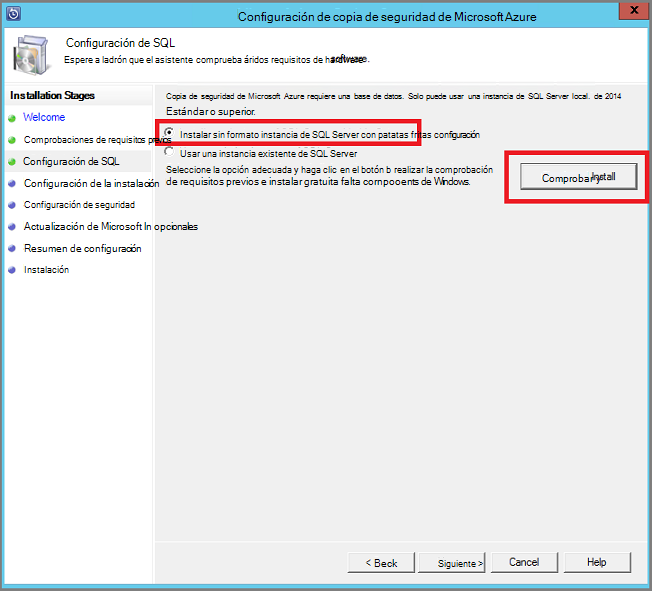 Configuración de copia de seguridad de Microsoft Azure
Configuración de SQL
Espere a ladrón que el asistente comprueba áridos requisitos de hardware software.
Installation Stages
Welcome
Comprobaciones de requisitos previos
Configuración de SQL
Configuración de la instalación
Configuración de seguridad
Actualización de Microsoft In opcionales
Resumen de configuración
Instalación
Copia de seguridad de Microsoft Azure requiere una base de datos. Solo puede usar una instancia de SQL Server local. de 2014
Estándar o superior.
Instalar sin formato instancia de SQL Server con patatas fritas configuración
Usar una instancia existente de SQL Server
Seleccione la opción adecuada y haga clic en el botón b realizar la comprobación
de requisitos previos e instalar gratuita falta compooents de Windows.
Comprobar y Install
< Beck
Siguiente >
Cancel
Help